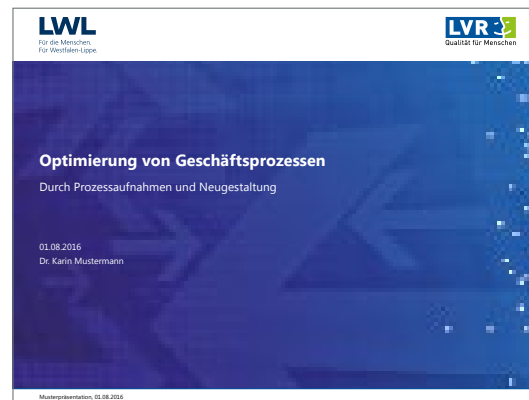 LWL
Für die Menschen.
Für Westfalen-Lippe.
LVR
Qualität für Menschen
Optimierung von Geschäftsprozessen
Durch Prozessaufnahmen und Neugestaltung
01.08.2016
Dr. Karin Mustermann
Musterpräsentation, 01.08.2016